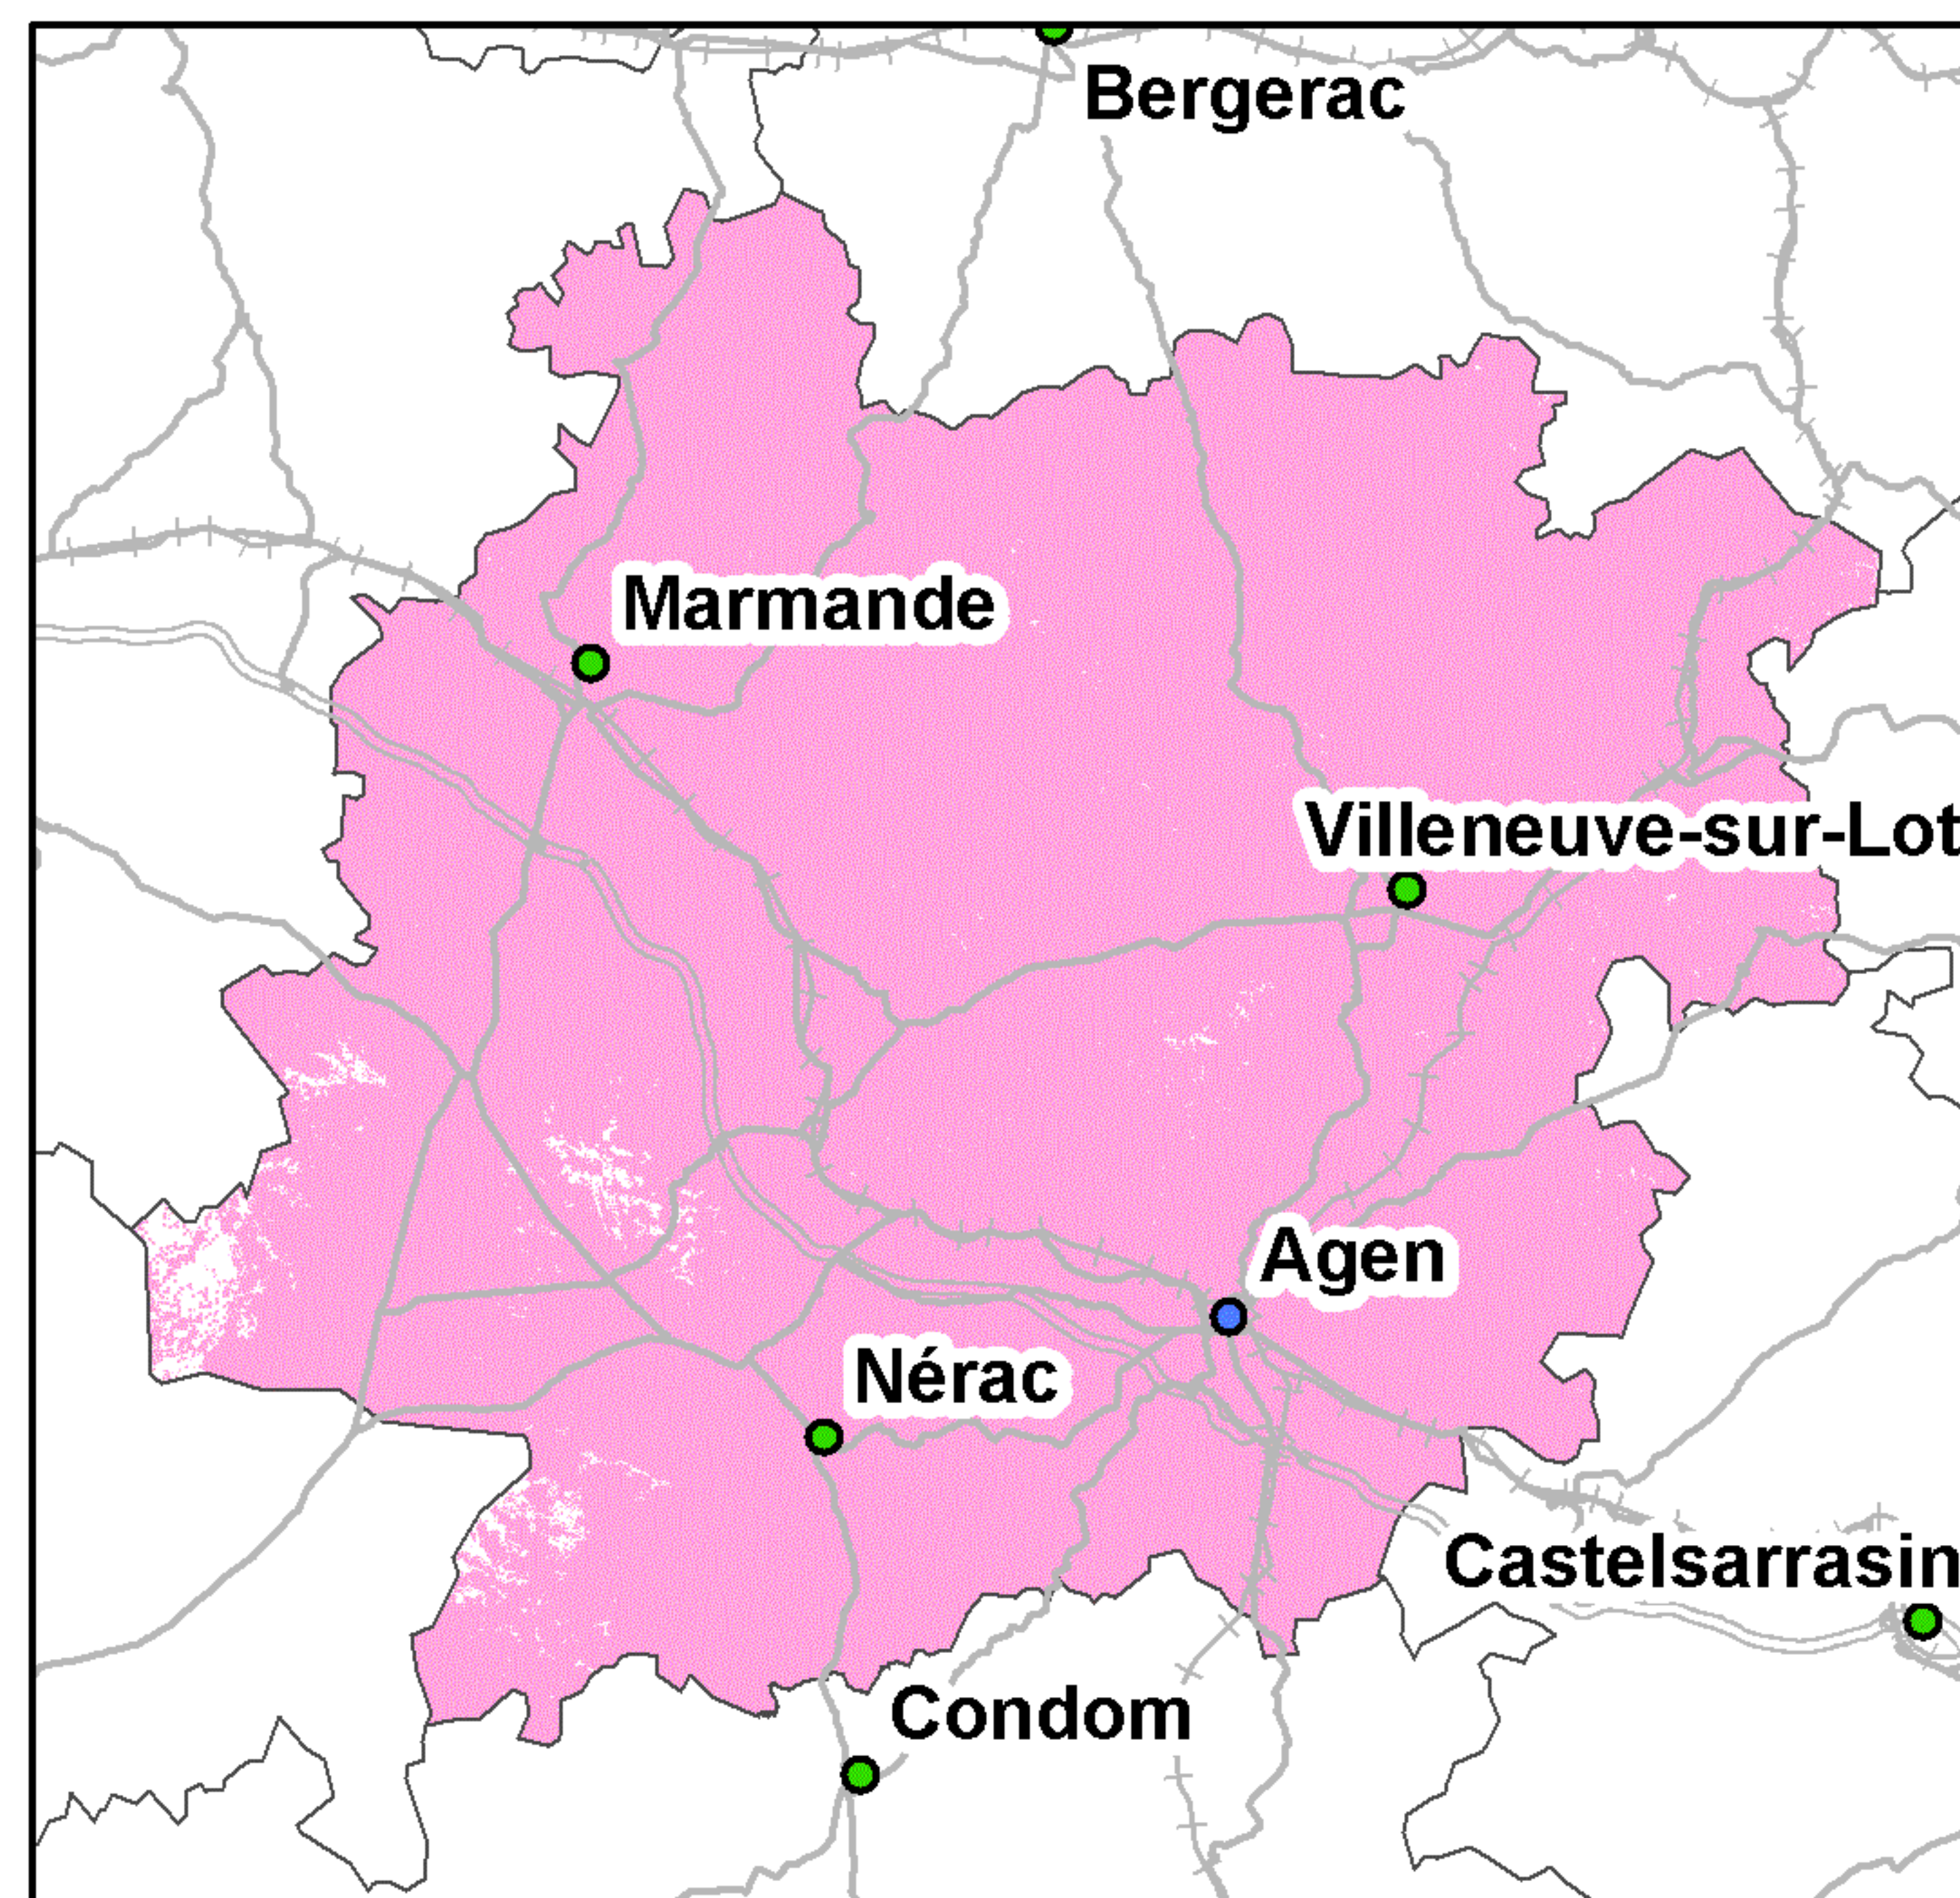 Bergerac
Marmande
Villeneuve-sur-Lot
Agen
Nérac
Castelsarrasin
Condom